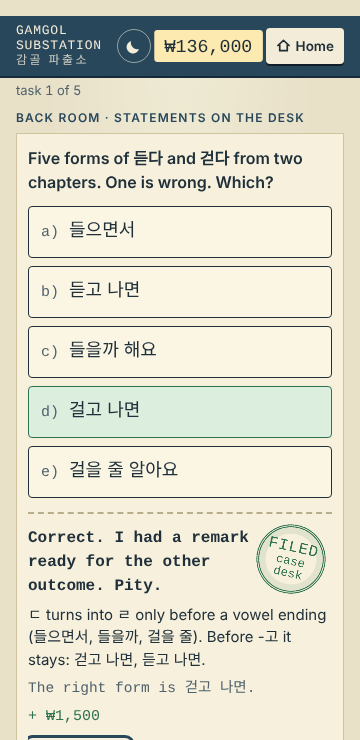 GAMGOL
SUBSTATION
감골 파출소
₩136,000
Home
task 1 of 5
BACK ROOM · STATEMENTS ON THE DESK
Five forms of 듣다 and 걷다 from two
chapters. One is wrong. Which?
a) 들으면서
b) 듣고 나면
c) 들을까 해요
d) 걸고 나면
e) 걸을 줄 알아요
Correct. I had a remark
ready for the other
outcome. Pity.
FILED
case
desk
ㄷ turns into ㄹ only before a vowel ending
(들으면서, 들을까, 걸을 줄). Before -고 it
stays: 걷고 나면, 듣고 나면.
The right form is 걷고 나면.
+ ₩1,500